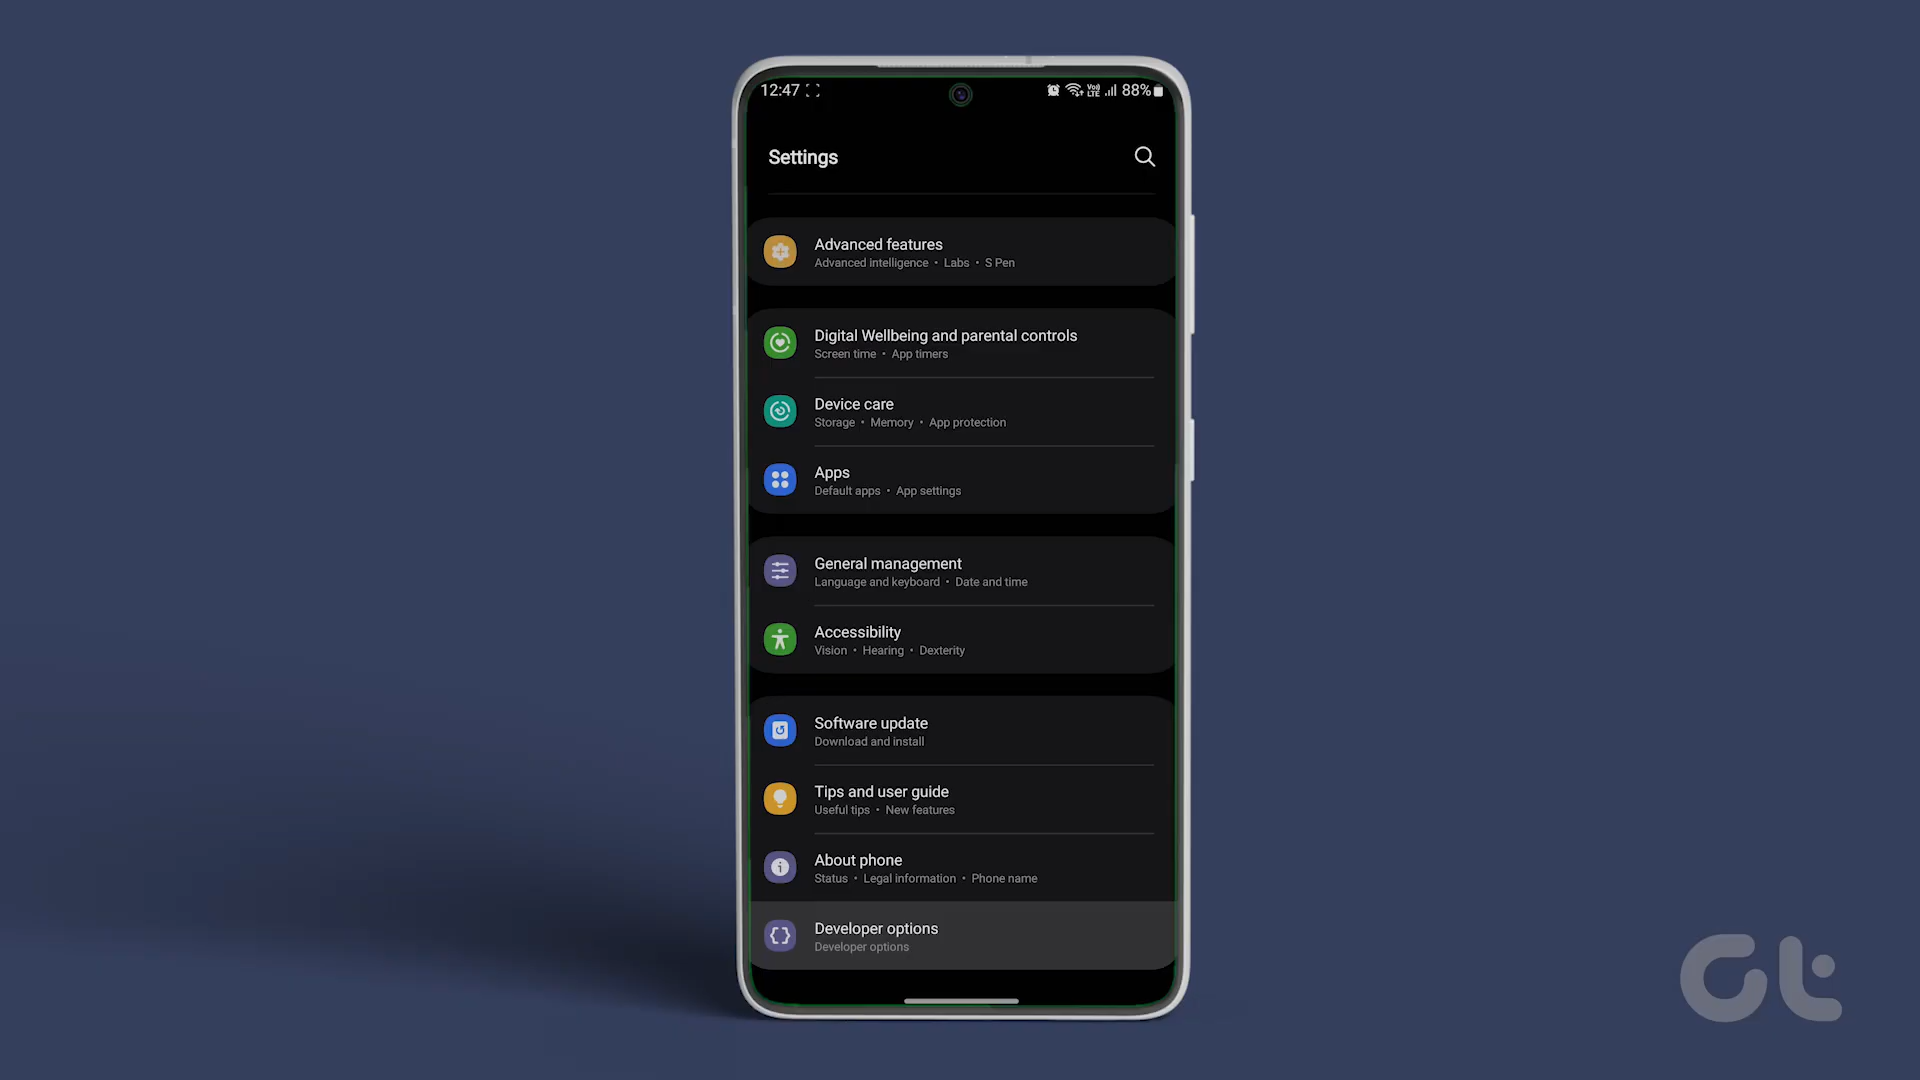 12:47 88%
Settings
Advanced features
Advanced intelligence • Labs • S Pen
Digital Wellbeing and parental controls
Screen time • App timers
Device care
Storage • Memory • App protection
Apps
Default apps • App settings
General management
Language and keyboard • Date and time
Accessibility
Vision • Hearing • Dexterity
Software update
Download and install
Tips and user guide
Useful tips • New features
About phone
Status • Legal information • Phone name
Developer options
Developer options
Gt